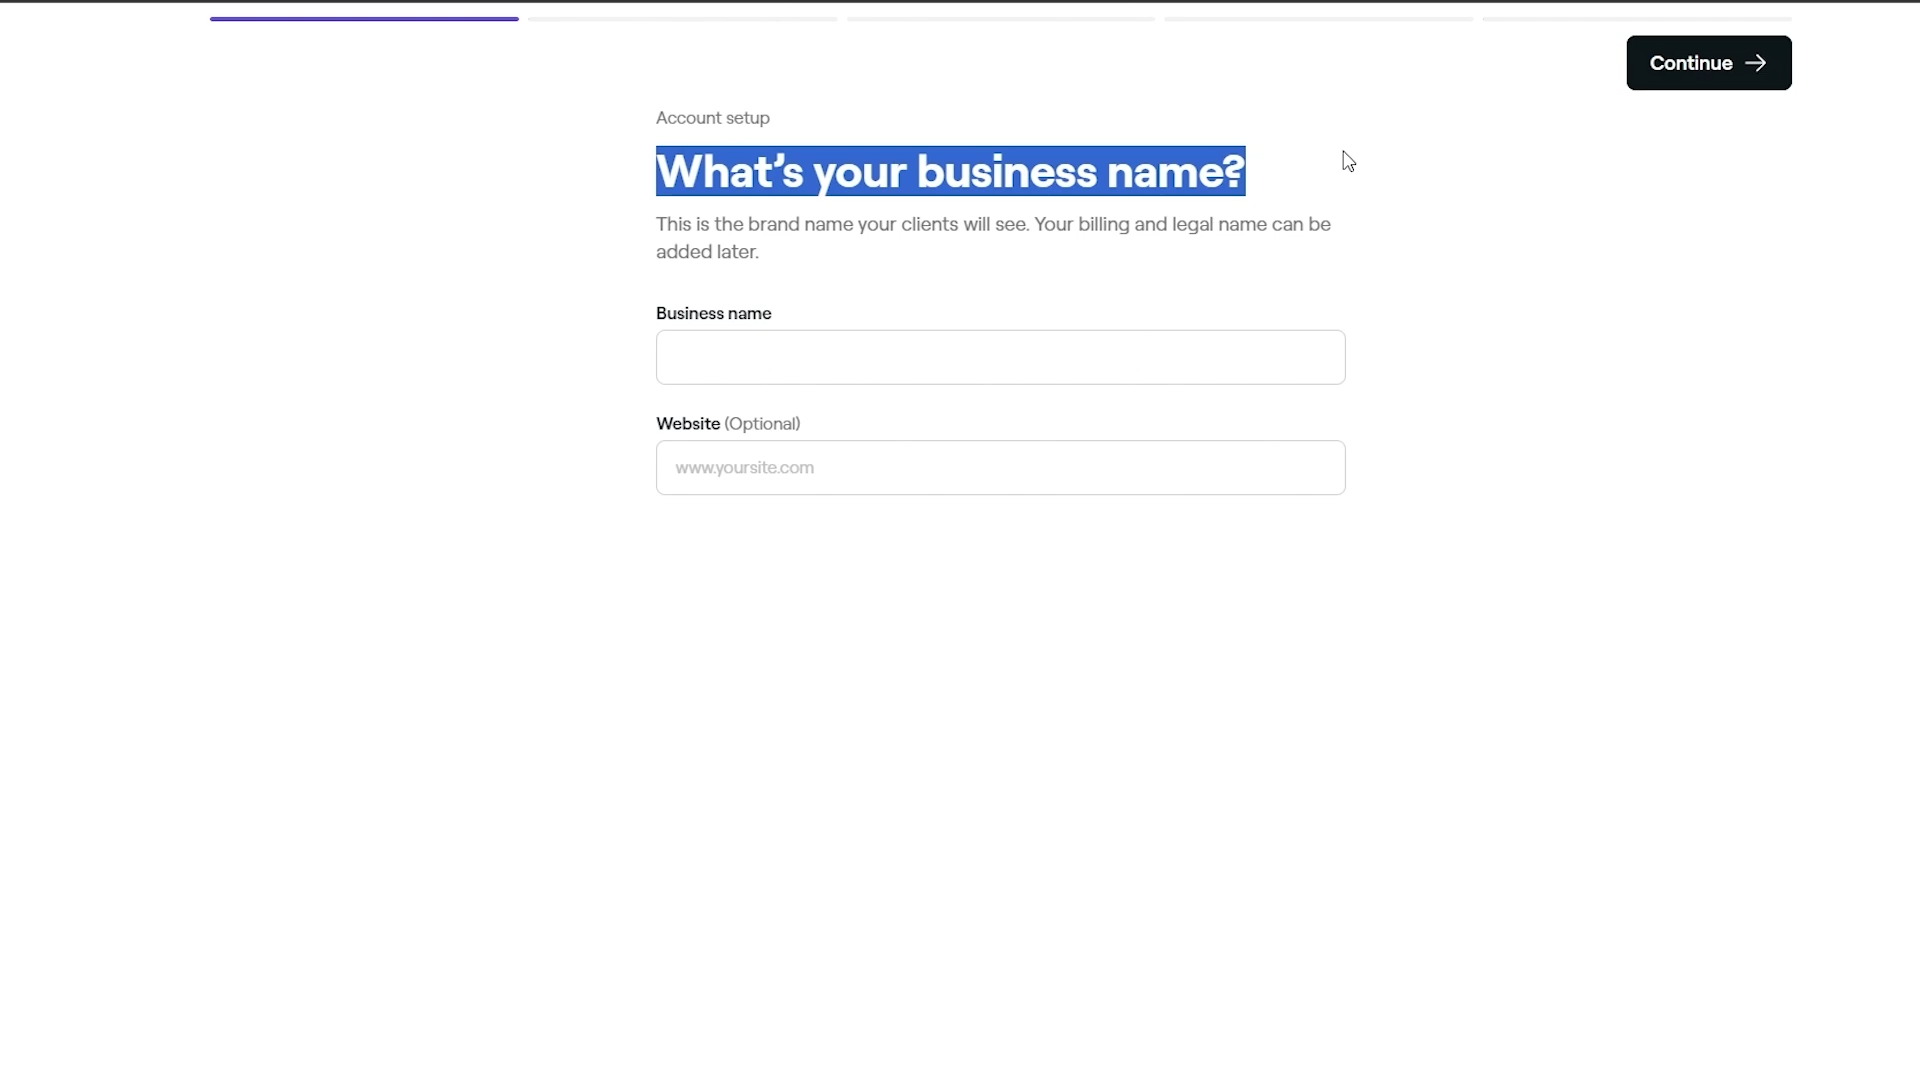 Continue
Account setup
What's your business name?
This is the brand name your clients will see. Your billing and legal name can be
added later.
Business name
Website (Optional)
www.yoursite.com